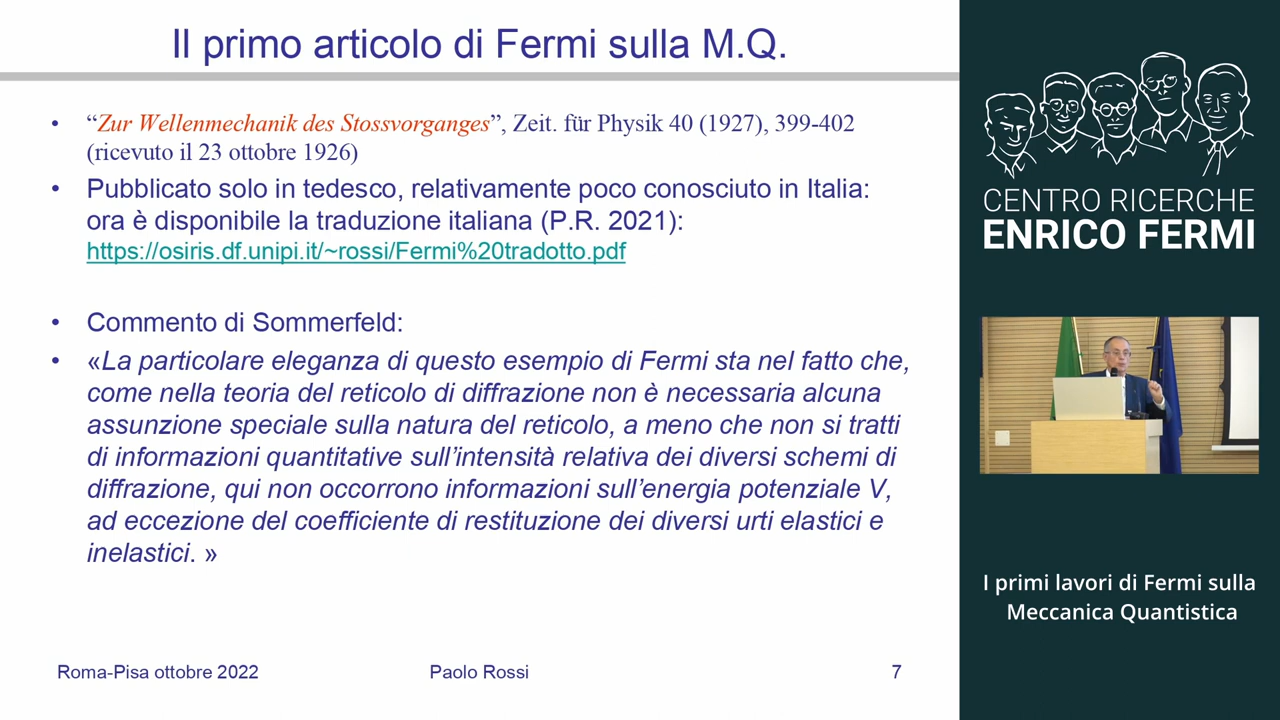 Il primo articolo di Fermi sulla M.Q.
• “Zur Wellenmechanik des Stossvorganges”, Zeit. für Physik 40 (1927), 399-402
(ricevuto il 23 ottobre 1926)
• Pubblicato solo in tedesco, relativamente poco conosciuto in Italia:
ora è disponibile la traduzione italiana (P.R. 2021):
https://osiris.df.unipi.it/~rossi/Fermi%20tradotto.pdf
• Commento di Sommerfeld:
• «La particolare eleganza di questo esempio di Fermi sta nel fatto che,
come nella teoria del reticolo di diffrazione non è necessaria alcuna
assunzione speciale sulla natura del reticolo, a meno che non si tratti
di informazioni quantitative sull’intensità relativa dei diversi schemi di
diffrazione, qui non occorrono informazioni sull’energia potenziale V,
ad eccezione del coefficiente di restituzione dei diversi urti elastici e
inelastici. »
Roma-Pisa ottobre 2022
Paolo Rossi
7
CENTRO RICERCHE
ENRICO FERMI
I primi lavori di Fermi sulla
Meccanica Quantistica